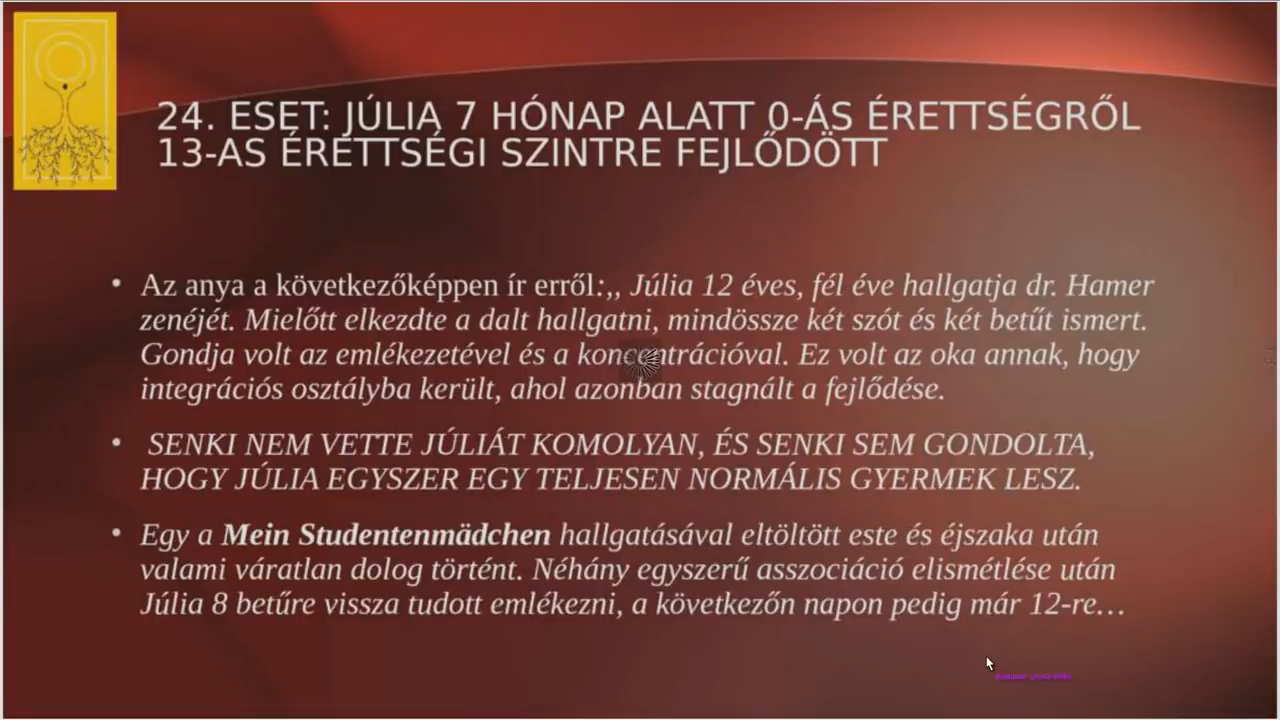 24. ESET: JÚLIA 7 HÓNAP ALATT 0-ÁS ÉRETTSÉGRŐL
13-AS ÉRETTSÉGI SZINTRE FEJLŐDÖTT
• Az anya a következőképpen ír erről:,, Júlia 12 éves, fél éve hallgatja dr. Hamer
zenéjét. Mielőtt elkezdte a dalt hallgatni, mindössze két szót és két betűt ismert.
Gondja volt az emlékezetével és a koncentrációval. Ez volt az oka annak, hogy
integrációs osztályba került, ahol azonban stagnált a fejlődése.
• SENKI NEM VETTE JÚLIÁT KOMOLYAN, ÉS SENKI SEM GONDOLTA,
HOGY JÚLIA EGYSZER EGY TELJESEN NORMÁLIS GYERMEK LESZ.
• Egy a Mein Studentenmädchen hallgatásával eltöltött este és éjszaka után
valami váratlan dolog történt. Néhány egyszerű asszociáció elismétlése után
Júlia 8 betűre vissza tudott emlékezni, a következőn napon pedig már 12-re…